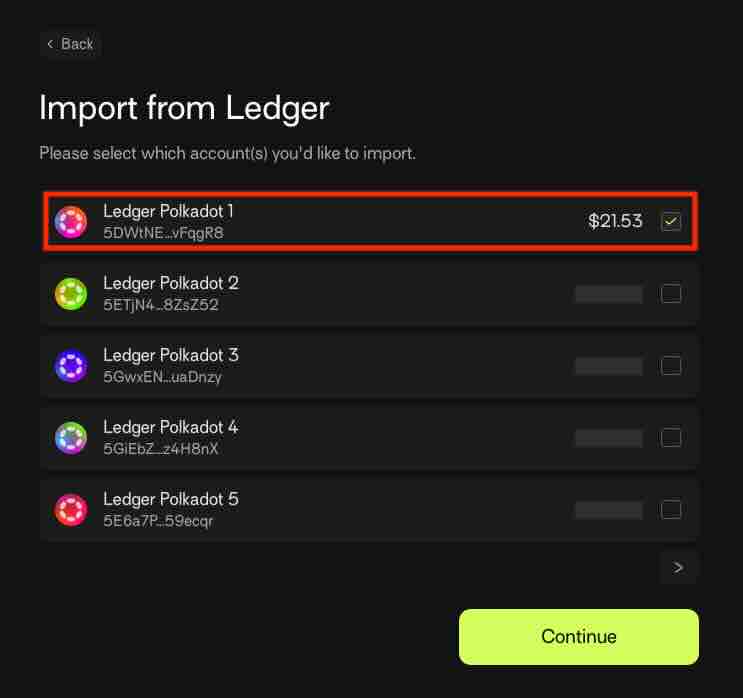 Back
Import from Ledger
Please select which account(s) you'd like to import.
Ledger Polkadot 1
5DWtNE...vFqgR8
$21.53
Ledger Polkadot 2
5ETjN4...8ZsZ52
Ledger Polkadot 3
5GwxEN...uaDnzy
Ledger Polkadot 4
5GiEbZ...z4H8nX
Ledger Polkadot 5
5E6a7P...59ecqr
Continue